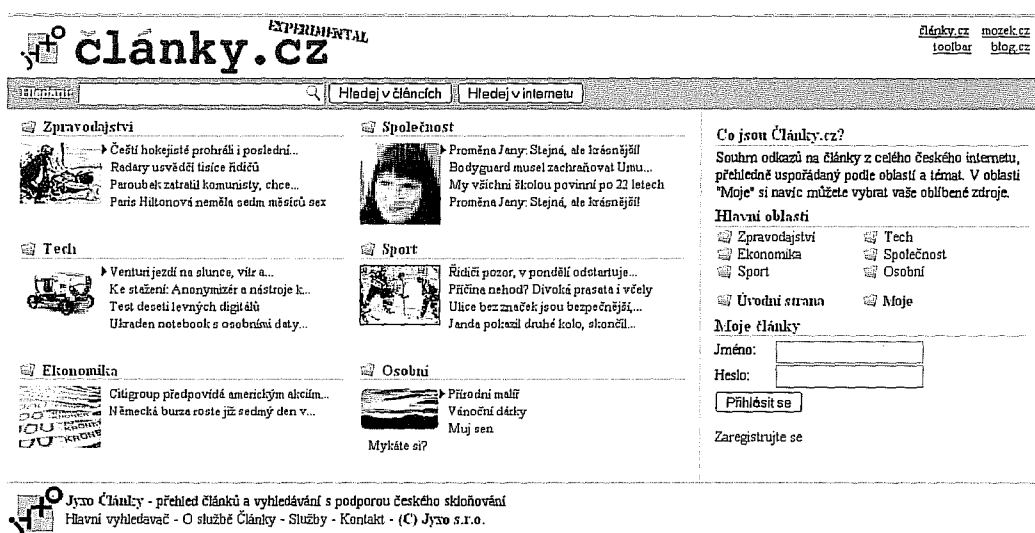 EXPERIMENTAL
články.cz
články.cz mozek.cz
toolbar blog.cz
Hledání: Hledej v článcích Hledej v internetu
Zpravodajství
Čeští hokejisté prohráli i poslední...
Radary usvědčí tisíce řidičů
Paroubek zatratil komunisty, chce...
Paris Hiltonová neměla sedm měsíců sex
Společnost
Proměna Jany: Stejná, ale krásnější!
Bodyguard musel zachraňovat Umu...
My všichni školou povinní po 22 letech
Proměna Jany: Stejná, ale krásnější!
Tech
Venturi jezdí na slunce, vítr a...
Ke stažení: Anonymizér a nástroje k...
Test deseti levných digitálů
Ukraden notebook s osobními daty...
Sport
Řidiči pozor, v pondělí odstartuje...
Příčina nehod? Divoká prasata i včely
Ulice bez značek jsou bezpečnější,...
Janda pokazil druhé kolo, skončil...
Ekonomika
Citigroup předpovídá americkým akciím...
Německá burza roste již sedmý den v...
Osobní
Přírodní malíř
Vánoční dárky
Muj sen
Mykáte si?
Co jsou Články.cz?
Souhrn odkazů na články z celého českého internetu,
přehledně uspořádaný podle oblastí a témat. V oblasti
"Moje" si navíc můžete vybrat vaše oblíbené zdroje.
Hlavní oblasti
Zpravodajství Tech
Ekonomika Společnost
Sport Osobní
Úvodní strana Moje
Moje články
Jméno:
Heslo:
Přihlásit se
Zaregistrujte se
Jyxo Články - přehled článků a vyhledávání s podporou českého skloňování
Hlavní vyhledavač - O službě Články - Služby - Kontakt - (C) Jyxo s.r.o.